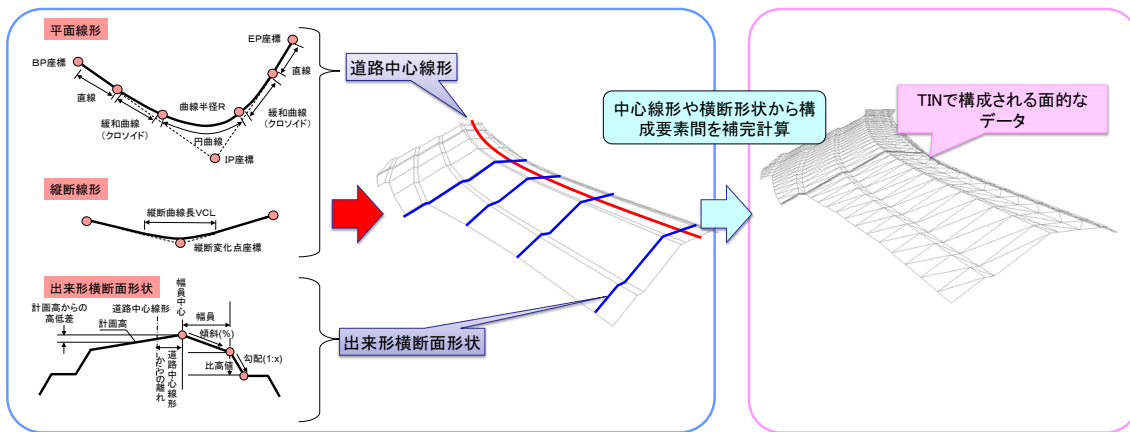 平面線形
EP座標
BP座標
直線
直線
曲線半径R
緩和曲線
(クロソイド)
緩和曲線
(クロソイド)
円曲線
IP座標
縦断線形
縦断曲線長VCL
縦断変化点座標
出来形横断面形状
幅員中心
計画高からの
高低差
道路中心線形
幅員
計画高
傾斜(%)
勾配(1:x)
比高値
道路中心線形
からの離れ
道路中心線形
出来形横断面形状
中心線形や横断形状から構
成要素間を補完計算
TINで構成される面的な
データ